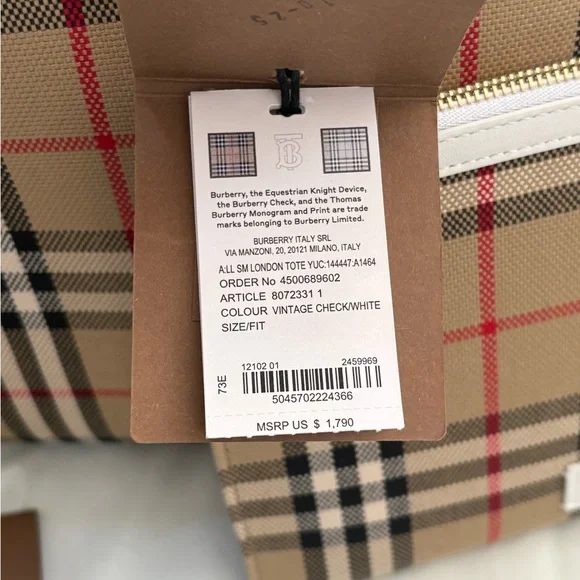 Burberry, the Equestrian Knight Device,
the Burberry Check, and the Thomas
Burberry Monogram and Print are trade
marks belonging to Burberry Limited.
BURBERRY ITALY SRL
VIA MANZONI, 20, 20121 MILANO, ITALY
A:LL SM LONDON TOTE YUC:144447:A1464
ORDER No 4500689602
ARTICLE 8072331 1
COLOUR VINTAGE CHECK/WHITE
SIZE/FIT
73E
12102 01 2459969
5045702224366
MSRP US $ 1,790